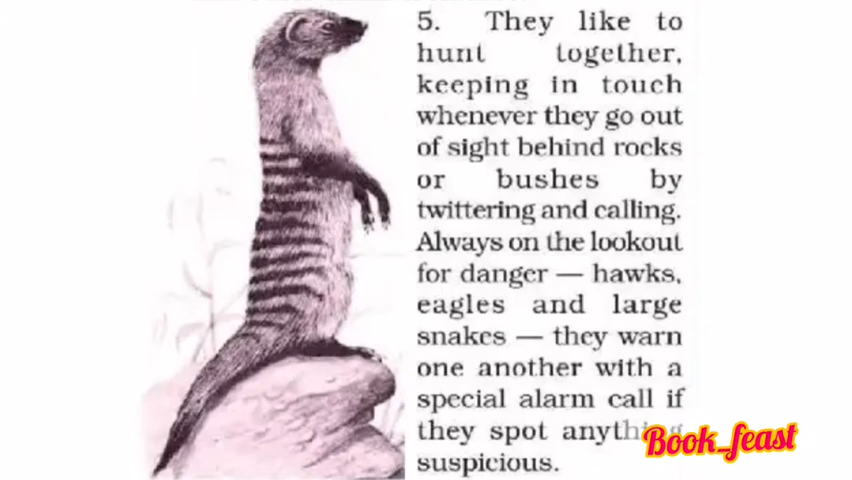 5. They like to
hunt together,
keeping in touch
whenever they go out
of sight behind rocks
or bushes by
twittering and calling.
Always on the lookout
for danger — hawks,
eagles and large
snakes — they warn
one another with a
special alarm call if
they spot anything
suspicious.
Book_feast